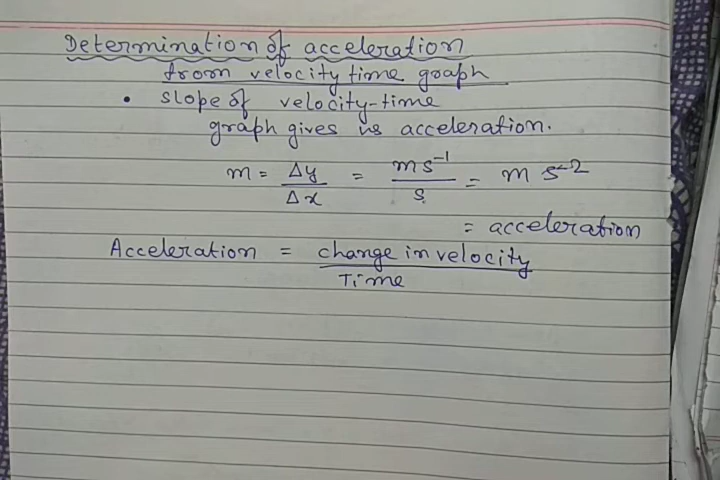 Determination of acceleration
from velocity time graph
• slope of velocity-time
graph gives us acceleration.
m = Δy/Δx = ms⁻¹/s = m s⁻²
= acceleration
Acceleration = change in velocity/Time